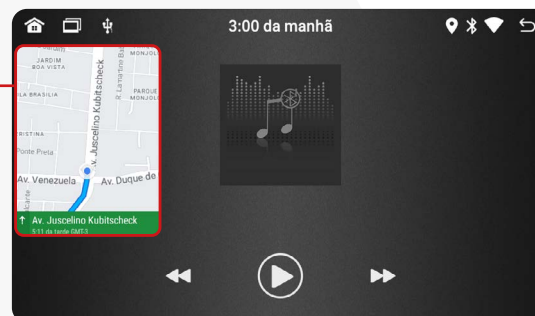 3:00 da manhã
MONJOL
JARDIM
BOA VISTA
Av. Juscelino Kubitscheck
R. Lamartine Ba
PARQUE
MONJOL
LA BRASILIA
RISTINA
Ponte Preta
Av. Venezuela
Av. Duque de
Av. Juscelino Kubitscheck
5:11 da tarde GMT-3